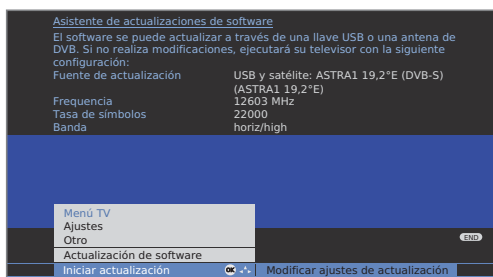 Asistente de actualizaciones de software
El software se puede actualizar a través de una llave USB o una antena de
DVB. Si no realiza modificaciones, ejecutará su televisor con la siguiente
configuración:
Fuente de actualización USB y satélite: ASTRA1 19,2°E (DVB-S)
(ASTRA1 19,2°E)
Frequencia 12603 MHz
Tasa de símbolos 22000
Banda horiz/high
Menú TV
Ajustes
Otro
END
Actualización de software
Iniciar actualización OK Modificar ajustes de actualización